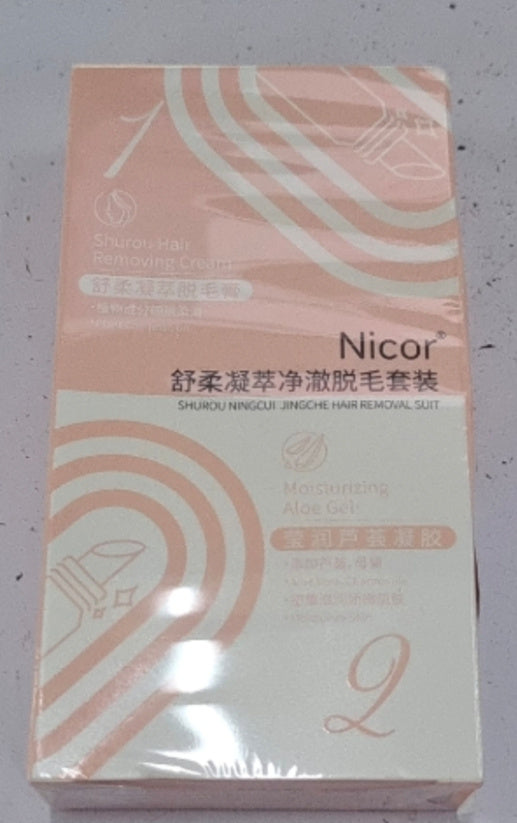 1
Shurou Hair
Removing Cream
舒柔凝萃脱毛膏
Nicor®
舒柔凝萃净澈脱毛套装
SHUROU NINGCUI JINGCHE HAIR REMOVAL SUIT
Moisturizing
Aloe Gel
莹润芦荟凝胶
2